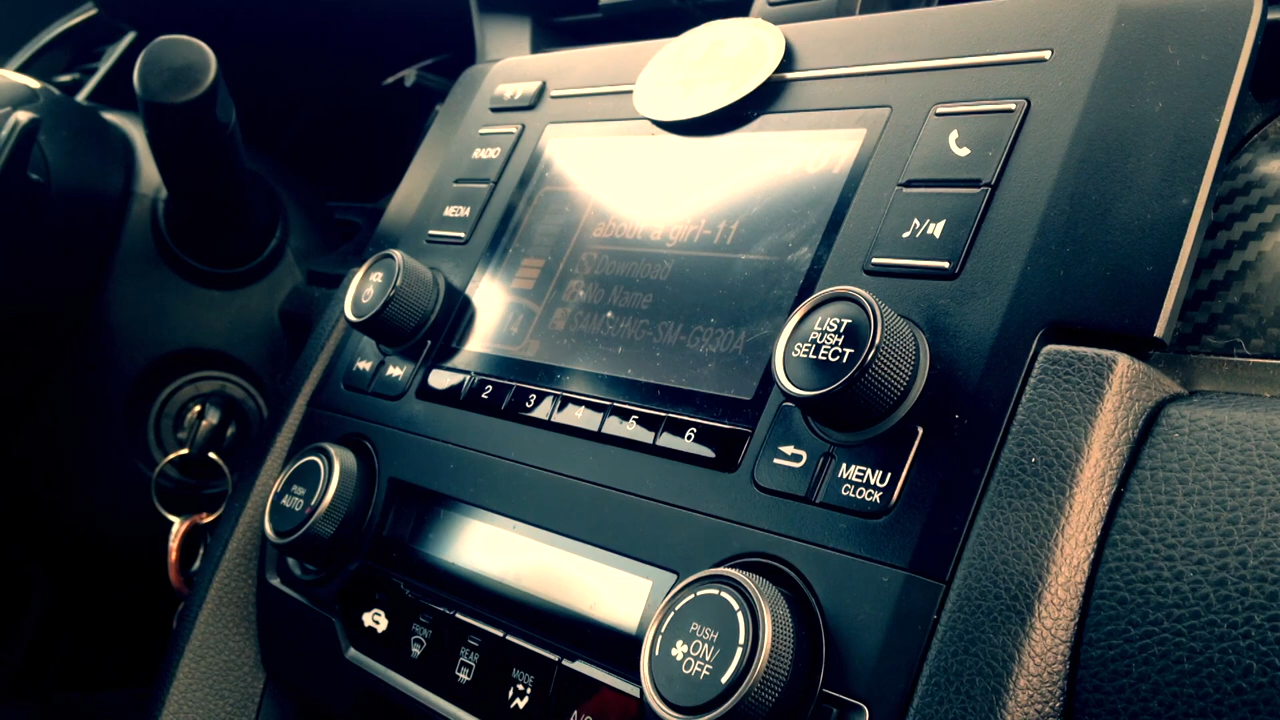 RADIO
MEDIA
VOL
about a girl-11
Download
No Name
SAMSUNG-SM-G930A
LIST
PUSH
SELECT
2
3
4
5
6
MENU
CLOCK
PUSH
AUTO
FRONT
REAR
MODE
PUSH
ON/
OFF